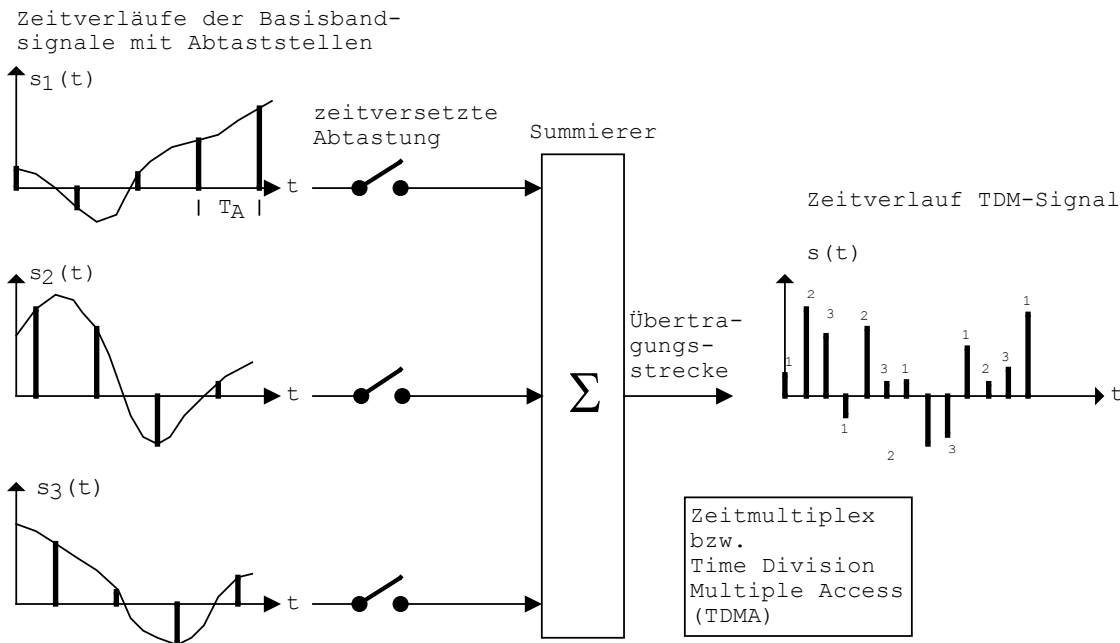 Zeitverläufe der Basisband-
signale mit Abtaststellen
s1(t)
t
TA
zeitversetzte
Abtastung
Summierer
s2(t)
t
s3(t)
t
Σ
Übertra-
gungs-
strecke
Zeitverlauf TDM-Signal
s(t)
1
2
3
1
2
3
1
2
3
1
2
3
1
t
Zeitmultiplex
bzw.
Time Division
Multiple Access
(TDMA)